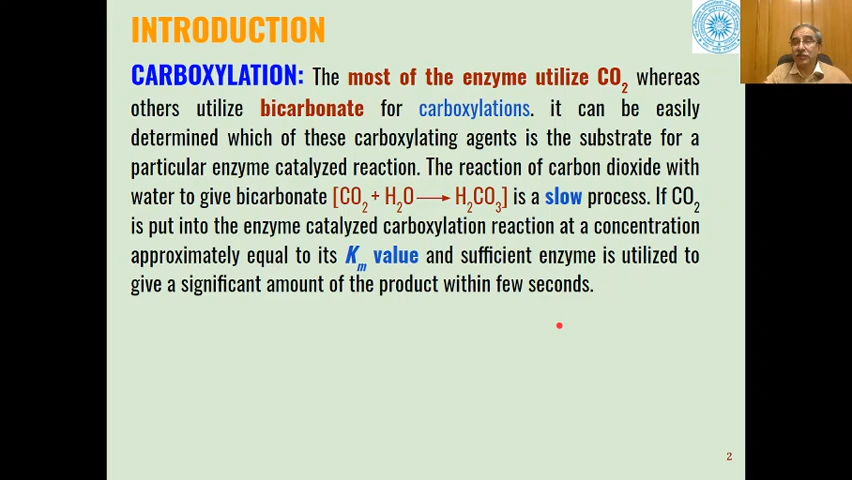 INTRODUCTION
CARBOXYLATION: The most of the enzyme utilize CO2 whereas
others utilize bicarbonate for carboxylations. it can be easily
determined which of these carboxylating agents is the substrate for a
particular enzyme catalyzed reaction. The reaction of carbon dioxide with
water to give bicarbonate [CO2 + H2O ⟶ H2CO3] is a slow process. If CO2
is put into the enzyme catalyzed carboxylation reaction at a concentration
approximately equal to its Km value and sufficient enzyme is utilized to
give a significant amount of the product within few seconds.
2